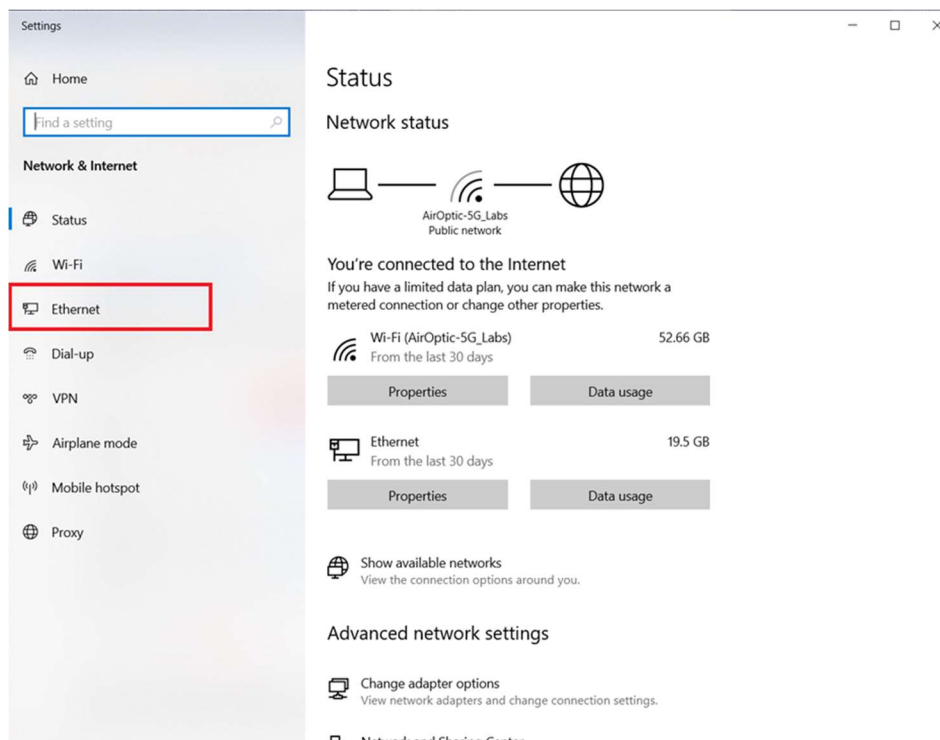 Settings
Home
Find a setting
Network & Internet
Status
Wi-Fi
Ethernet
Dial-up
VPN
Airplane mode
Mobile hotspot
Proxy
Status
Network status
AirOptic-5G_Labs
Public network
You're connected to the Internet
If you have a limited data plan, you can make this network a
metered connection or change other properties.
Wi-Fi (AirOptic-5G_Labs) 52.66 GB
From the last 30 days
Properties Data usage
Ethernet 19.5 GB
From the last 30 days
Properties Data usage
Show available networks
View the connection options around you.
Advanced network settings
Change adapter options
View network adapters and change connection settings.
Network and Sharing Center